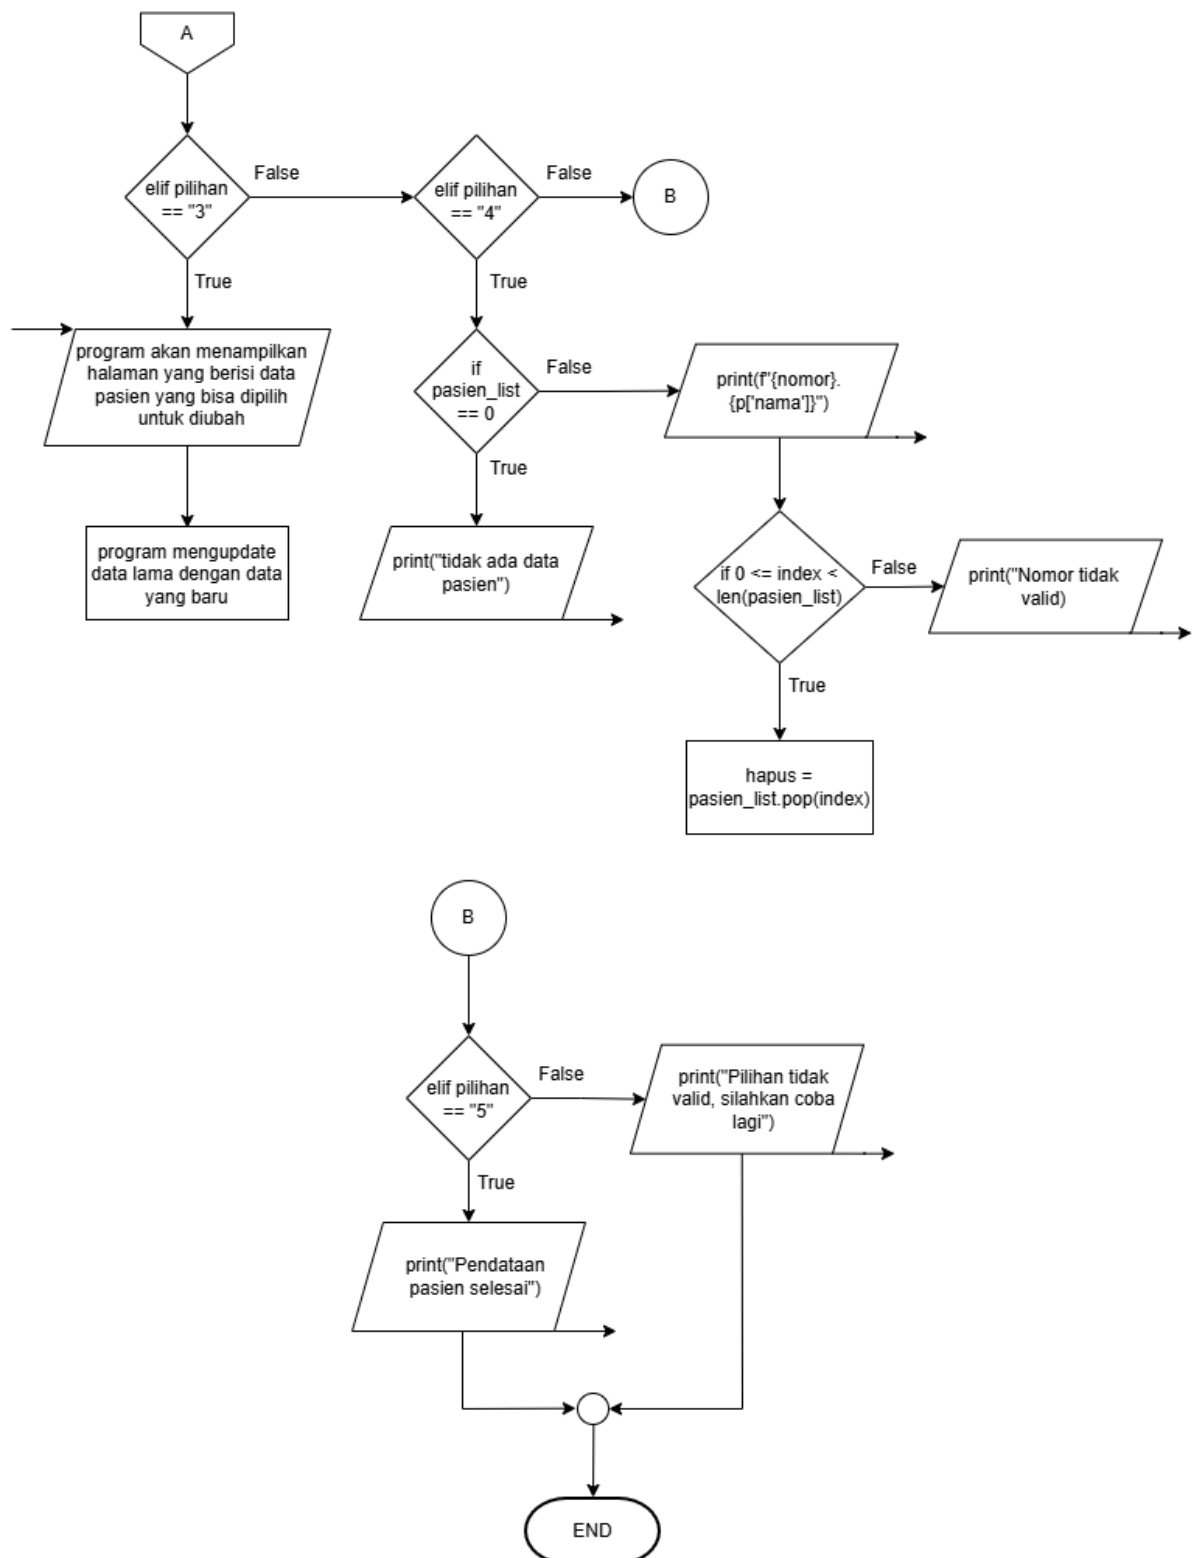 A
elif pilihan
== "3"
False
True
elif pilihan
== "4"
False
True
B
program akan menampilkan
halaman yang berisi data
pasien yang bisa dipilih
untuk diubah
program mengupdate
data lama dengan data
yang baru
if
pasien_list
== 0
False
True
print("tidak ada data
pasien")
print(f"{nomor}.
{p['nama']}")
if 0 <= index <
len(pasien_list)
False
True
print("Nomor tidak
valid)
hapus =
pasien_list.pop(index)
B
elif pilihan
== "5"
False
True
print("Pilihan tidak
valid, silahkan coba
lagi")
print("Pendataan
pasien selesai")
END